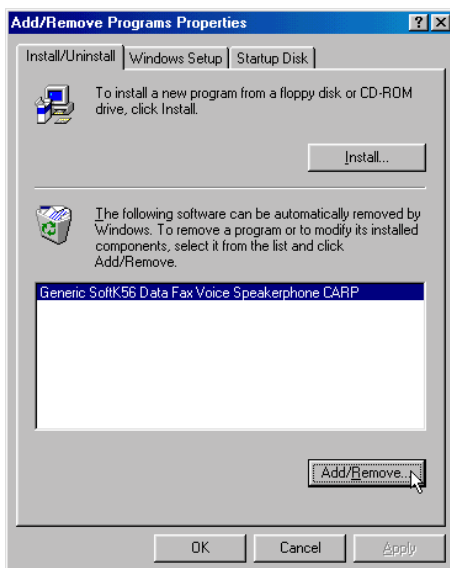 Add/Remove Programs Properties
Install/Uninstall Windows Setup Startup Disk
To install a new program from a floppy disk or CD-ROM
drive, click Install.
Install...
The following software can be automatically removed by
Windows. To remove a program or to modify its installed
components, select it from the list and click
Add/Remove.
Generic SoftK56 Data Fax Voice Speakerphone CARP
Add/Remove...
OK Cancel Apply